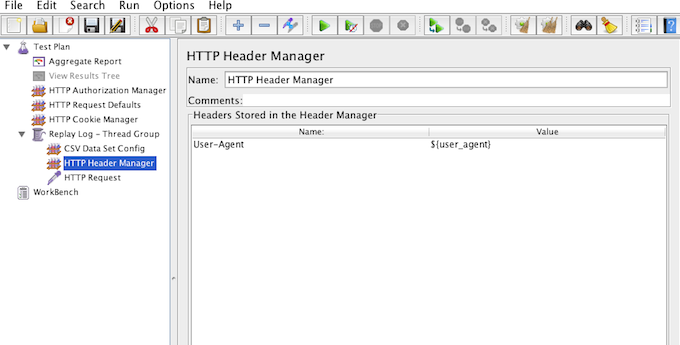 File Edit Search Run Options Help
Test Plan
Aggregate Report
View Results Tree
HTTP Authorization Manager
HTTP Request Defaults
HTTP Cookie Manager
Replay Log - Thread Group
CSV Data Set Config
HTTP Header Manager
HTTP Request
WorkBench
HTTP Header Manager
Name: HTTP Header Manager
Comments:
Headers Stored in the Header Manager
Name: Value
User-Agent ${user_agent}